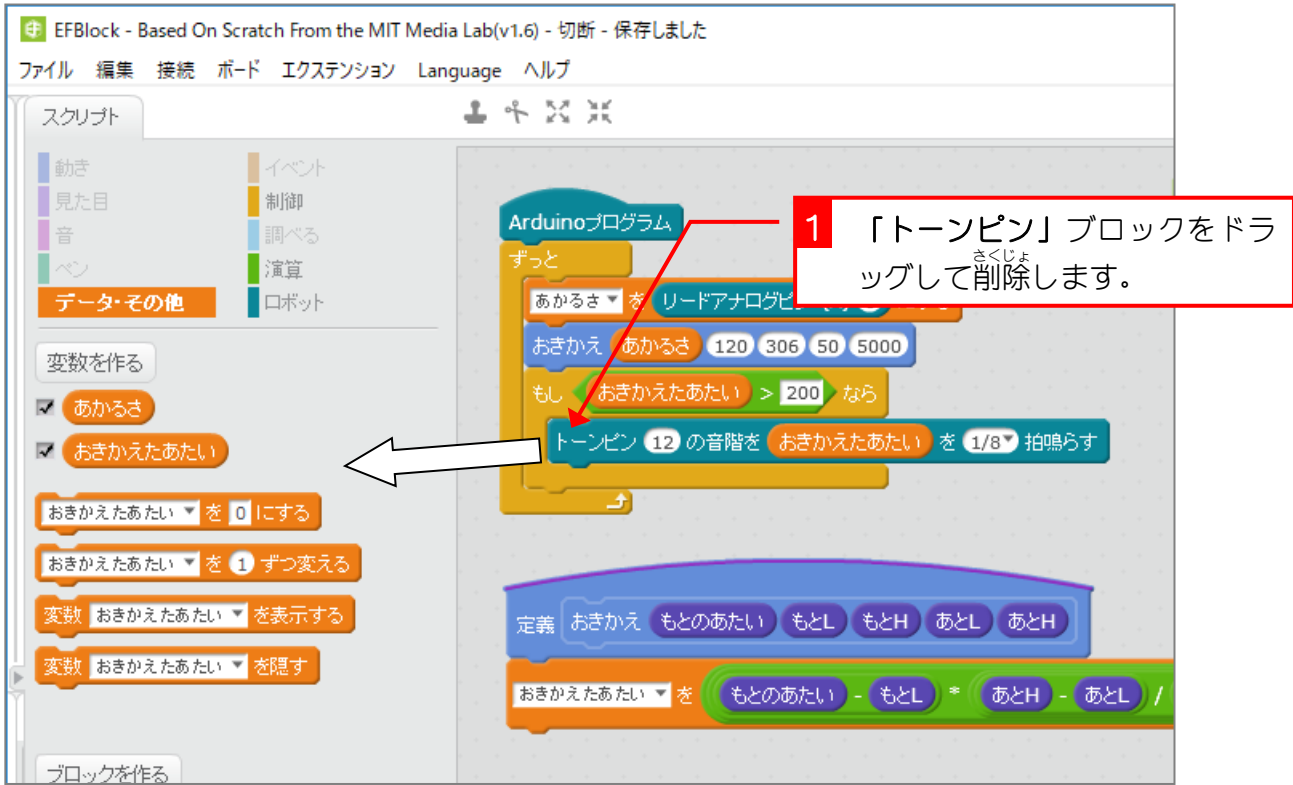 EFBlock - Based On Scratch From the MIT Media Lab(v1.6) - 切断 - 保存しました
ファイル 編集 接続 ボード エクステンション Language ヘルプ
スクリプト
動き イベント
見た目 制御
音 調べる
ペン 演算
データ・その他 ロボット
変数を作る
あかるさ
おきかえたあたい
おきかえたあたい を 0 にする
おきかえたあたい を 1 ずつ変える
変数 おきかえたあたい を表示する
変数 おきかえたあたい を隠す
ブロックを作る
Arduinoプログラム
ずっと
あかるさ を リードアナログピン
おきかえ あかるさ 120 306 50 5000
もし おきかえたあたい > 200 なら
トーンピン 12 の音階を おきかえたあたい を 1/8 拍鳴らす
定義 おきかえ もとのあたい もとL もとH あとL あとH
おきかえたあたい を もとのあたい - もとL * あとH - あとL /
1 「トーンピン」ブロックをドラ
さくじょ
ッグして削除します。